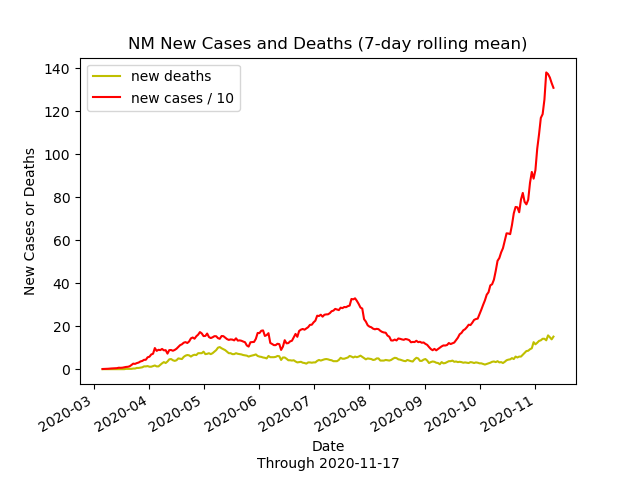 NM New Cases and Deaths (7-day rolling mean)
new deaths
new cases / 10
New Cases or Deaths
140
120
100
80
60
40
20
0
2020-03
2020-04
2020-05
2020-06
2020-07
2020-08
2020-09
2020-10
2020-11
Date
Through 2020-11-17